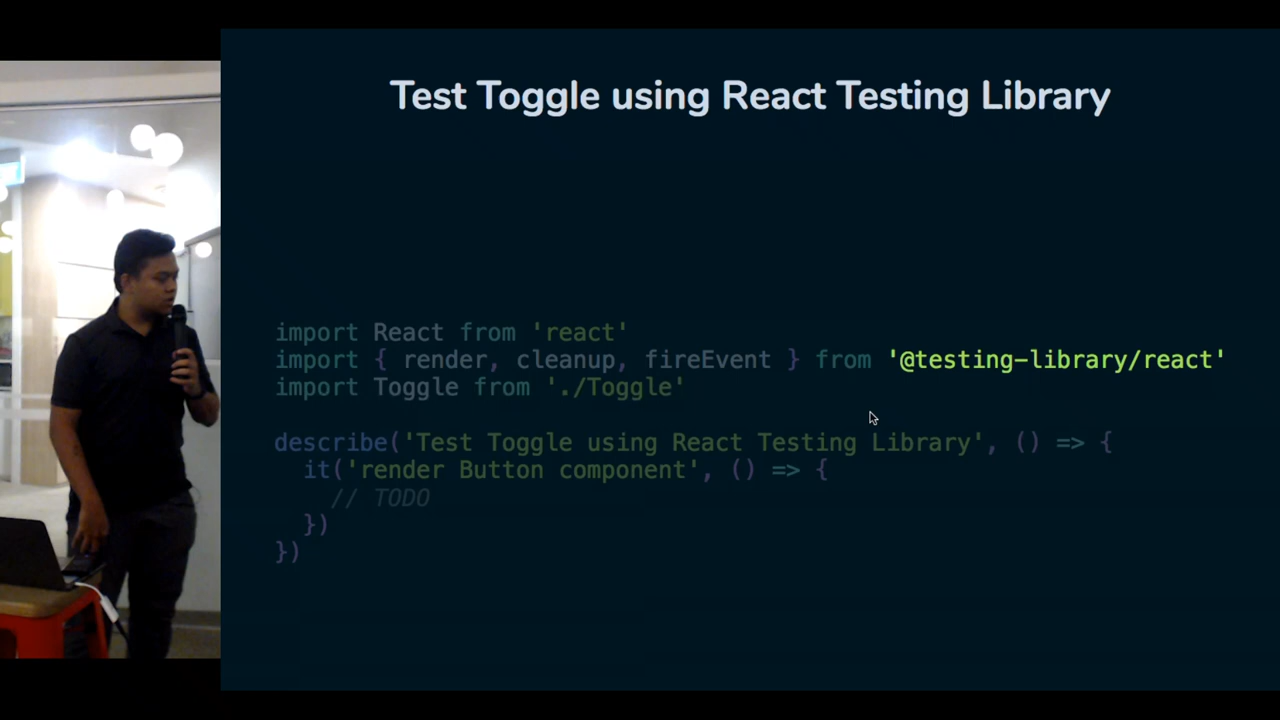 Test Toggle using React Testing Library
import React from 'react'
import { render, cleanup, fireEvent } from '@testing-library/react'
import Toggle from './Toggle'
describe('Test Toggle using React Testing Library', () => {
it('render Button component', () => {
// TODO
})
})